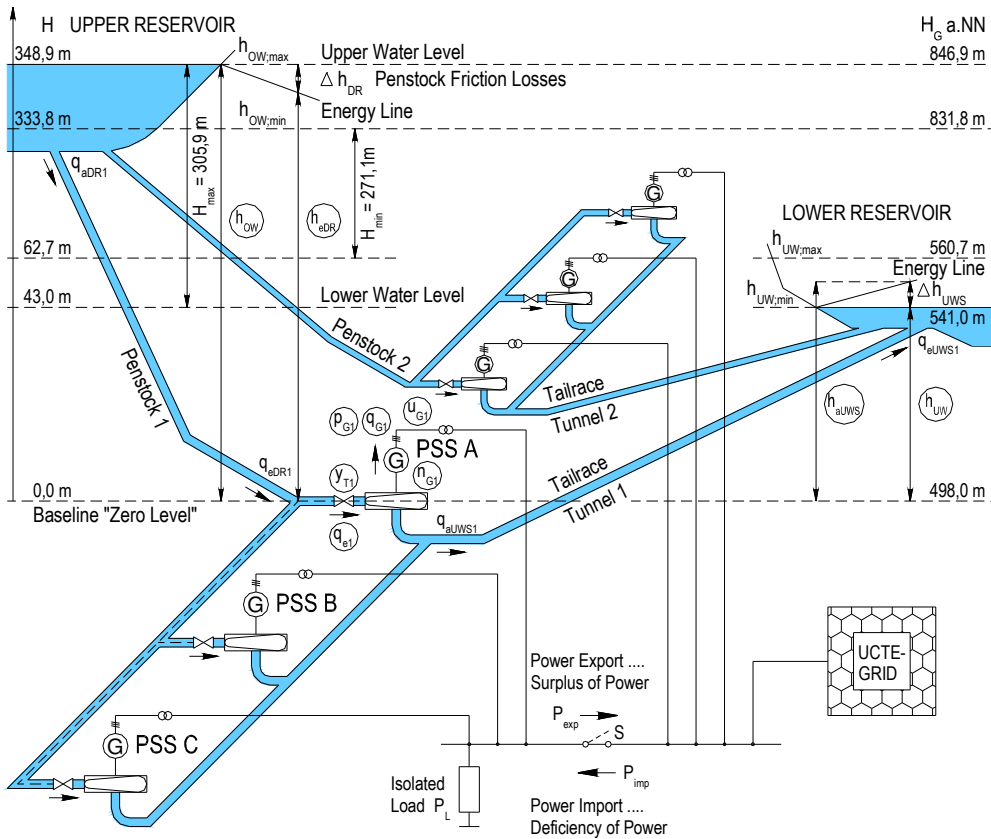 H UPPER RESERVOIR
H_G a.NN
348,9 m
h_OW;max
Upper Water Level
846,9 m
Δ h_DR Penstock Friction Losses
Energy Line
333,8 m
h_OW;min
831,8 m
q_aDR1
H_max = 305,9 m
H_min = 271,1m
h_OW
h_eDR
G
LOWER RESERVOIR
62,7 m
h_UW;max
560,7 m
Energy Line
G
h_UW;min
Δ h_UWS
43,0 m
Lower Water Level
541,0 m
q_eUWS1
Penstock 1
Penstock 2
G
Tailrace
Tunnel 2
h_aUWS
h_UW
p_G1
q_G1
u_G1
PSS A
G
n_G1
q_eDR1
y_T1
0,0 m
Baseline "Zero Level"
498,0 m
q_e1
q_aUWS1
Tailrace
Tunnel 1
G
PSS B
UCTE-
GRID
Power Export ....
Surplus of Power
P_exp
S
G
PSS C
P_imp
Isolated
Load P_L
Power Import ....
Deficiency of Power